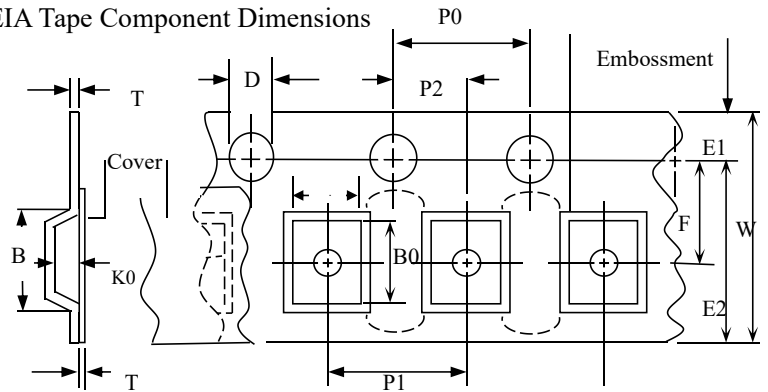 EIA Tape Component Dimensions
P0
Embossment
D
P2
T
E1
Cover
W
F
B
B0
K0
E2
T
P1